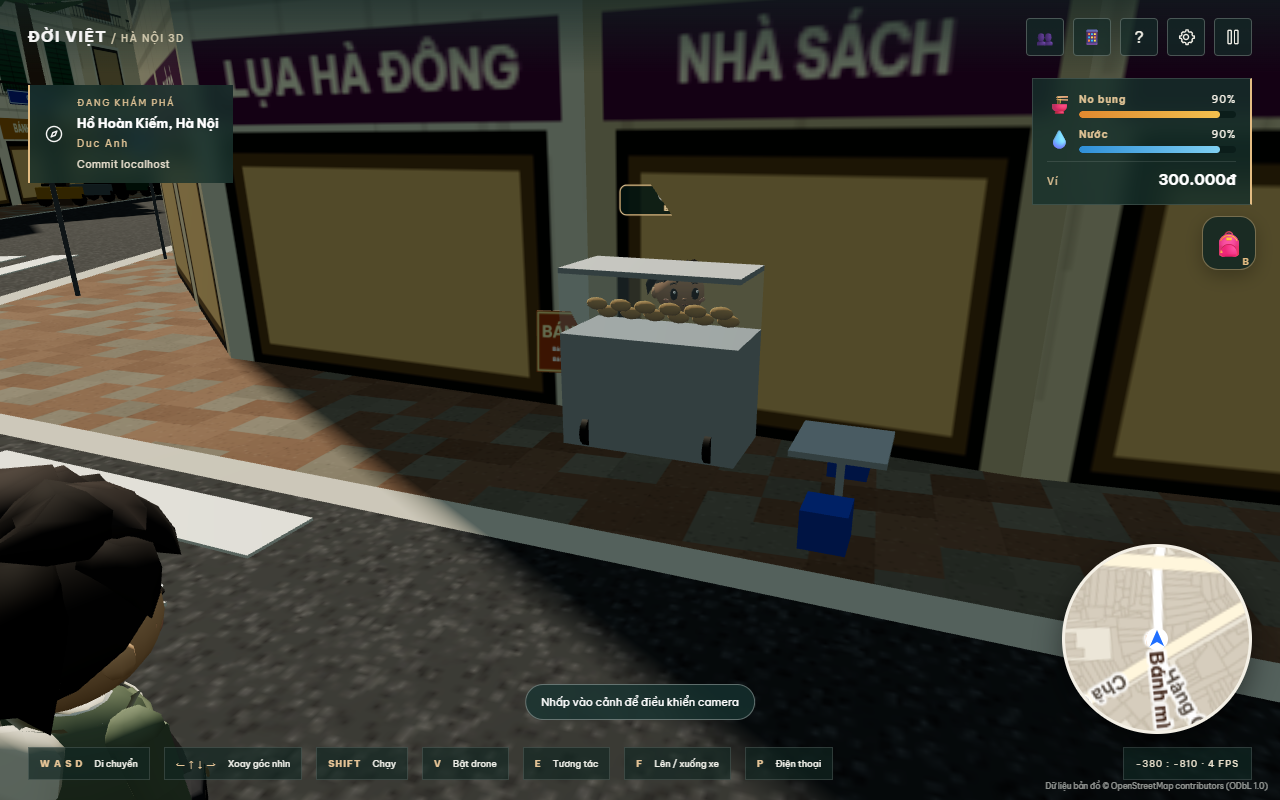 ĐỜI VIỆT / HÀ NỘI 3D
LỤA HÀ ĐÔNG
NHÀ SÁCH
?
ĐANG KHÁM PHÁ
Hồ Hoàn Kiếm, Hà Nội
Duc Anh
Commit localhost
No bụng 90%
Nước 90%
Ví 300.000đ
B
Chả
Bánh mì
Nhấp vào cảnh để điều khiển camera
W A S D Di chuyển
←↑↓→ Xoay góc nhìn
SHIFT Chạy
V Bật drone
E Tương tác
F Lên / xuống xe
P Điện thoại
-380 : -810 · 4 FPS
Dữ liệu bản đồ © OpenStreetMap contributors (ODbL 1.0)